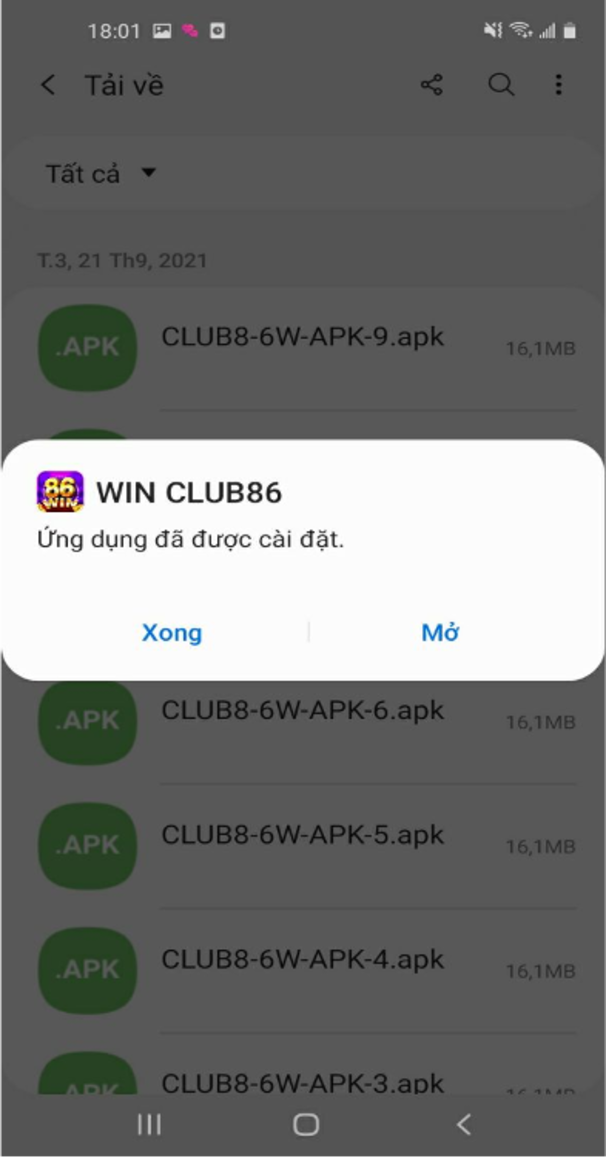 18:01
Tải về
Tất cả
T.3, 21 Th9, 2021
.APK
CLUB8-6W-APK-9.apk
16,1MB
86
WIN
WIN CLUB86
Ứng dụng đã được cài đặt.
Xong
Mở
.APK
CLUB8-6W-APK-6.apk
16,1MB
.APK
CLUB8-6W-APK-5.apk
16,1MB
.APK
CLUB8-6W-APK-4.apk
16,1MB
.APK
CLUB8-6W-APK-3.apk
16,1MB